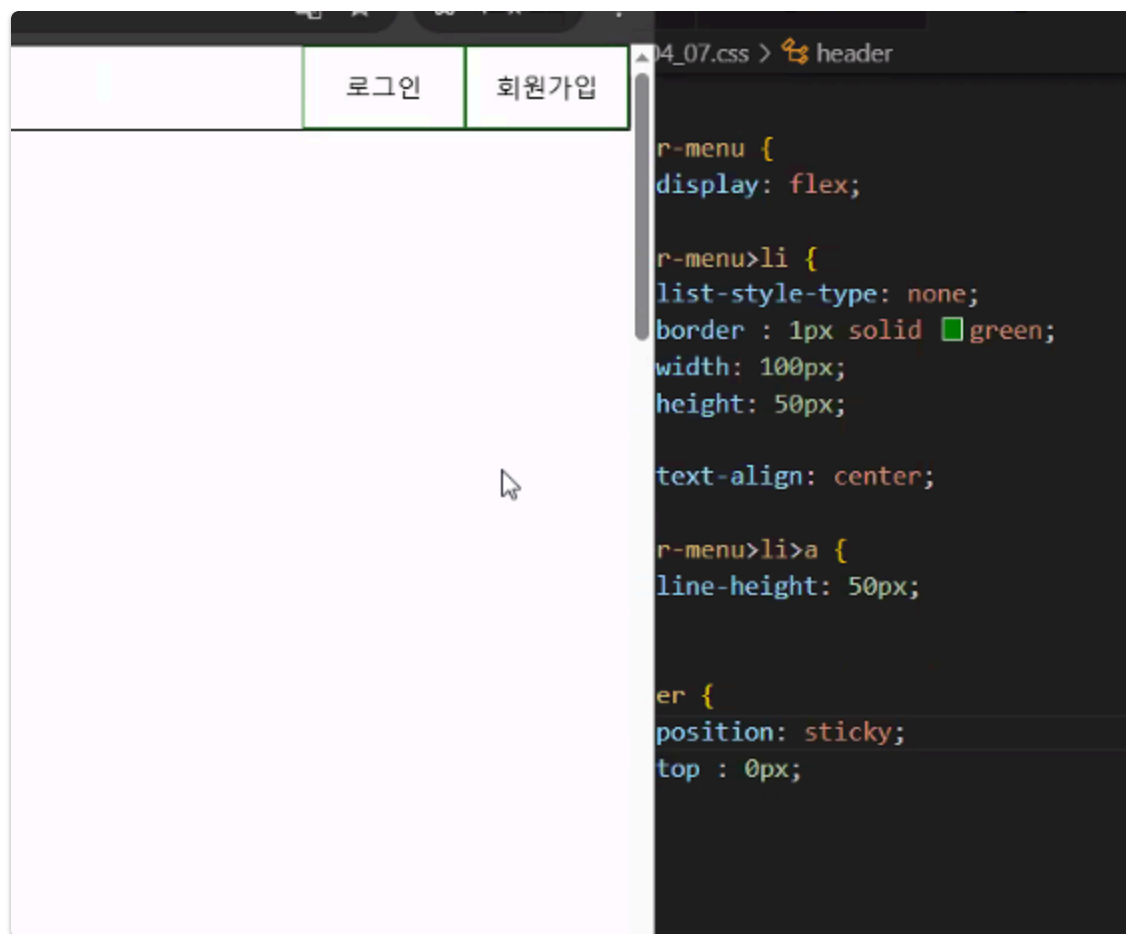 로그인 회원가입
04_07.css > header
r-menu {
display: flex;
r-menu>li {
list-style-type: none;
border : 1px solid green;
width: 100px;
height: 50px;
text-align: center;
r-menu>li>a {
line-height: 50px;
er {
position: sticky;
top : 0px;